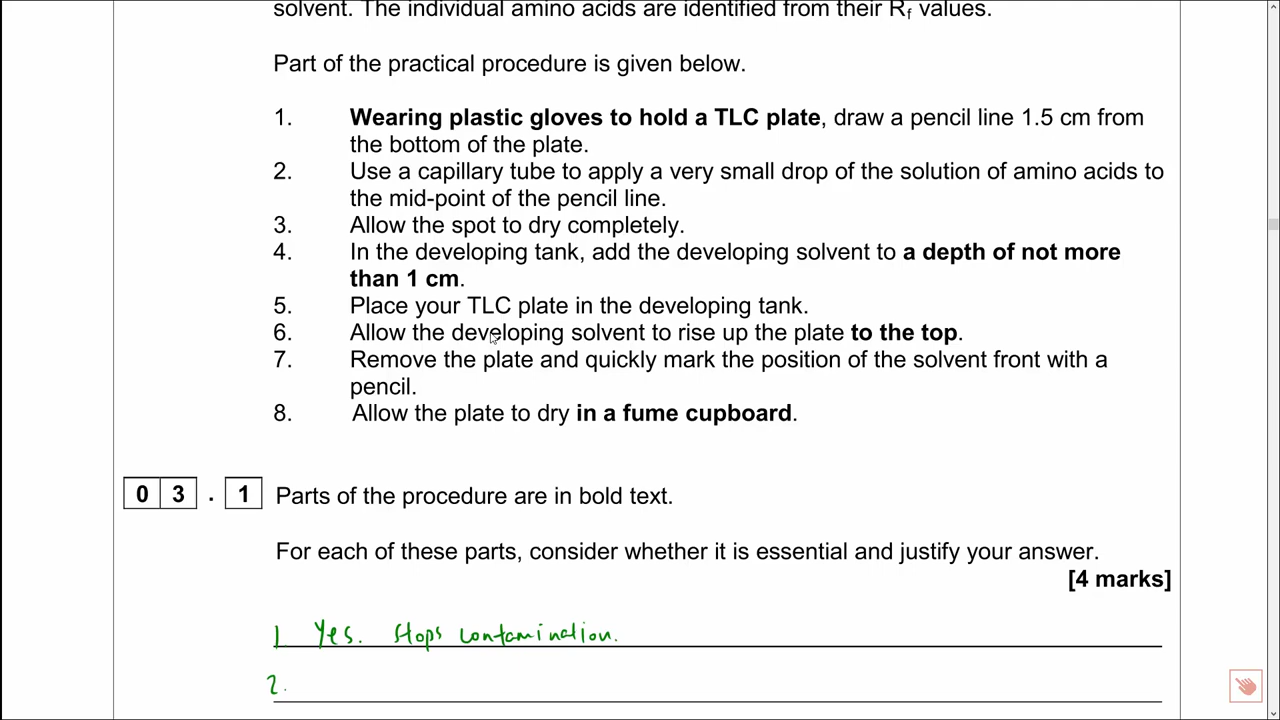 solvent. The individual amino acids are identified from their Rf values.
Part of the practical procedure is given below.
1. Wearing plastic gloves to hold a TLC plate, draw a pencil line 1.5 cm from
the bottom of the plate.
2. Use a capillary tube to apply a very small drop of the solution of amino acids to
the mid-point of the pencil line.
3. Allow the spot to dry completely.
4. In the developing tank, add the developing solvent to a depth of not more
than 1 cm.
5. Place your TLC plate in the developing tank.
6. Allow the developing solvent to rise up the plate to the top.
7. Remove the plate and quickly mark the position of the solvent front with a
pencil.
8. Allow the plate to dry in a fume cupboard.
0 3 . 1 Parts of the procedure are in bold text.
For each of these parts, consider whether it is essential and justify your answer.
[4 marks]
1. Yes. Stops contamination.
2.